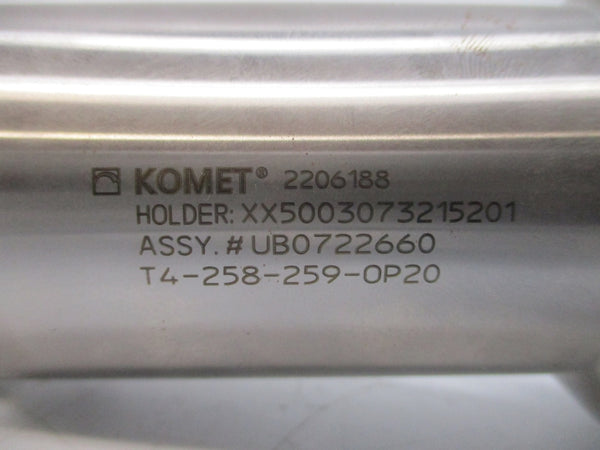 KOMET® 2206188
HOLDER: XX5003073215201
ASSY. # UB0722660
T4-258-259-OP20